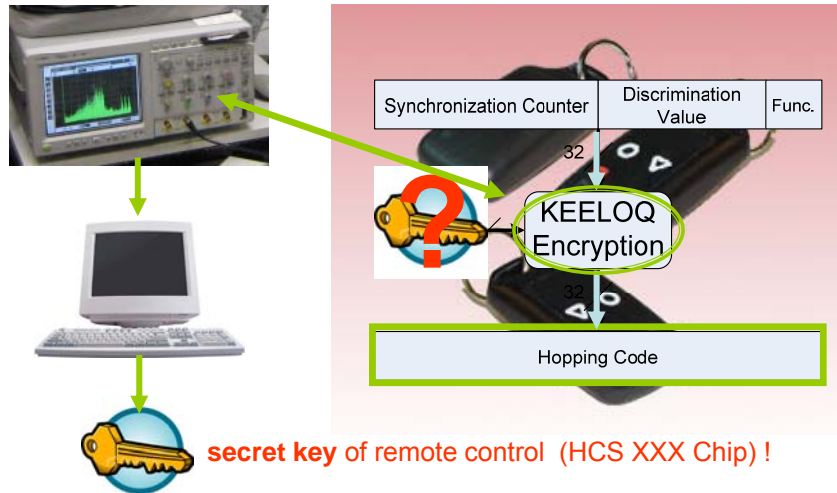 Synchronization Counter
Discrimination Value
Func.
32
?
KEELOQ
Encryption
32
Hopping Code
secret key of remote control (HCS XXX Chip) !